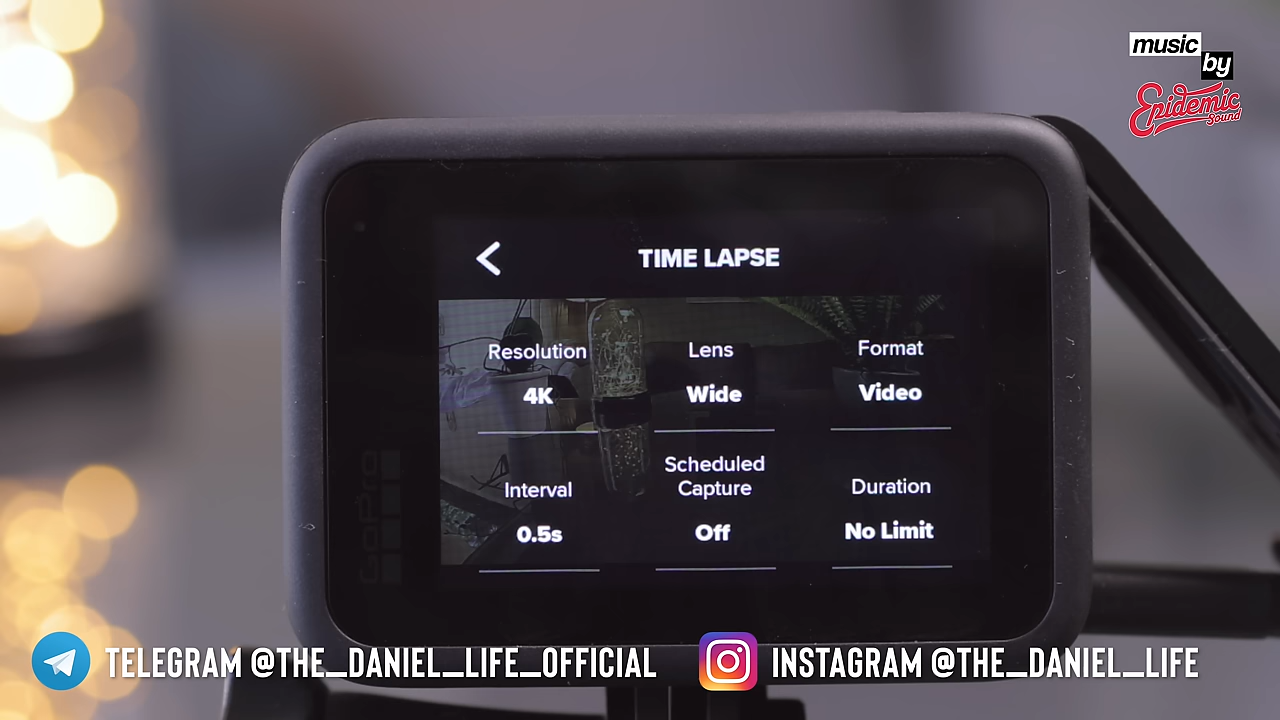 music
by
Epidemic
Sound
TIME LAPSE
Resolution
Lens
Format
4K
Wide
Video
Interval
Scheduled
Capture
Duration
0.5s
Off
No Limit
GoPro
TELEGRAM @THE_DANIEL_LIFE_OFFICIAL
INSTAGRAM @THE_DANIEL_LIFE